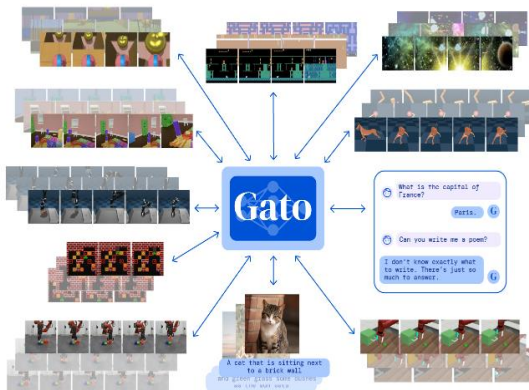 Gato
What is the capital of
France?
Paris.
G
Can you write me a poem?
I don't know exactly what
to write. There's just so
much to answer.
G
A cat that is sitting next
to a brick wall